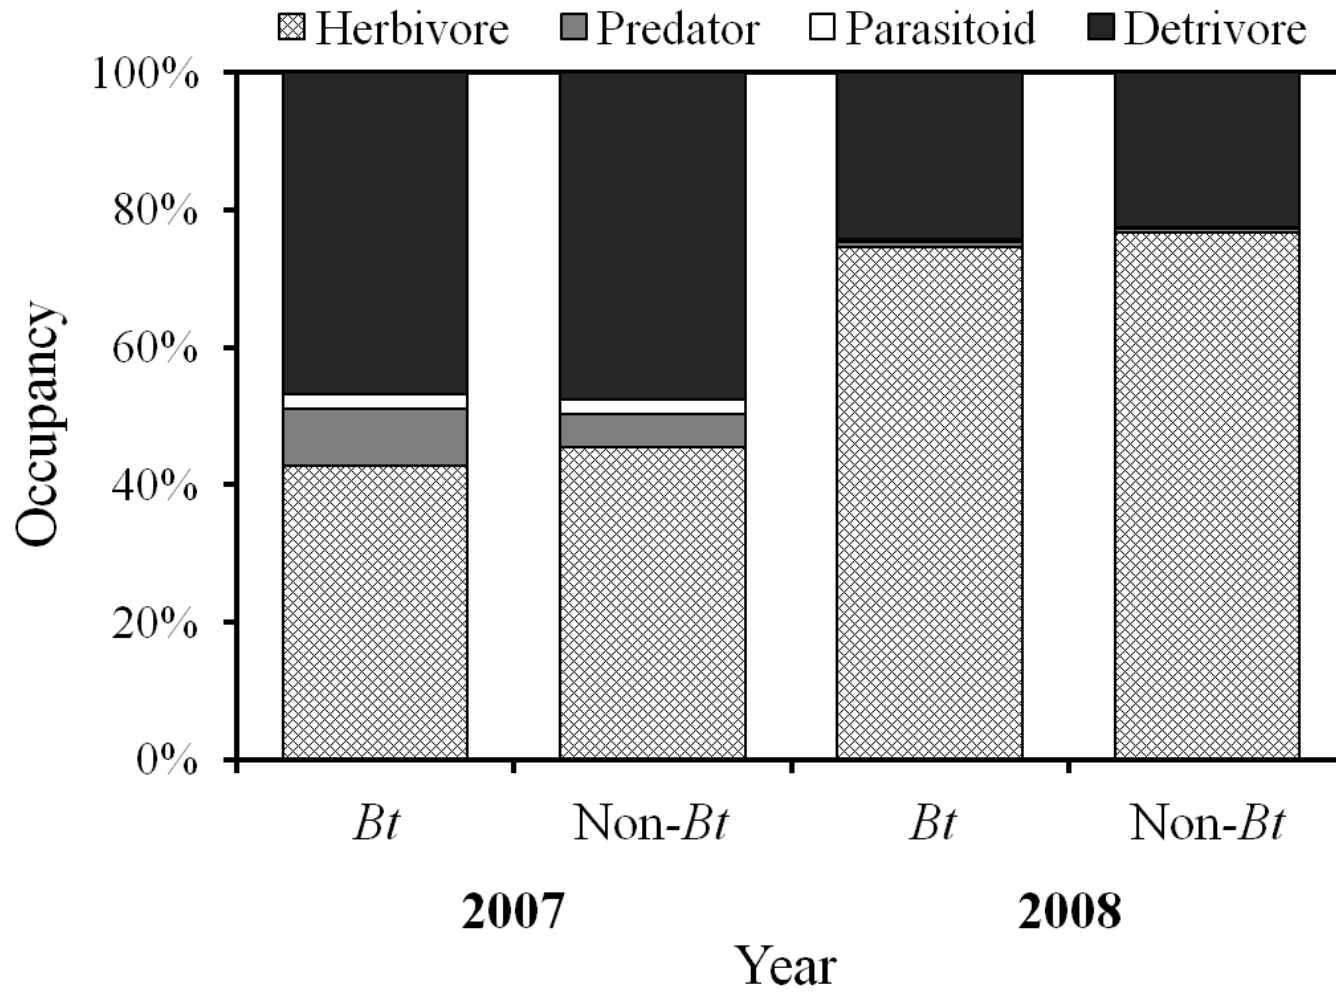 Herbivore Predator Parasitoid Detrivore
100%
80%
60%
40%
20%
0%
Occupancy
Bt Non-Bt Bt Non-Bt
2007 2008
Year